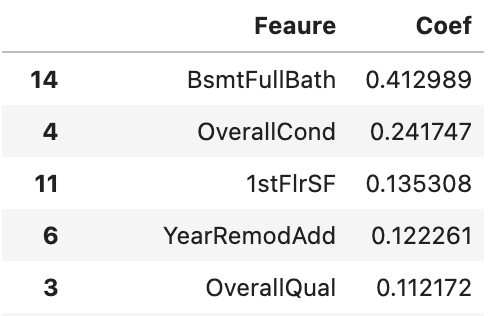 Feaure Coef
14 BsmtFullBath 0.412989
4 OverallCond 0.241747
11 1stFlrSF 0.135308
6 YearRemodAdd 0.122261
3 OverallQual 0.112172